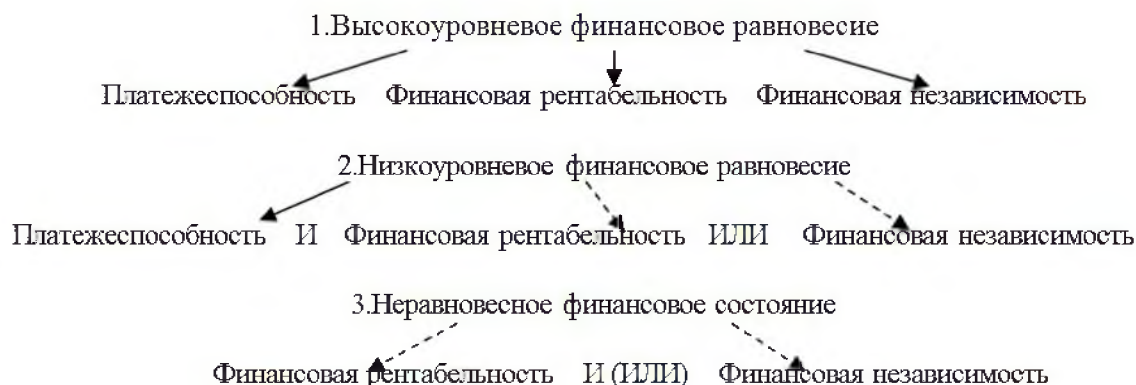 1.Высокоуровневое финансовое равновесие
Платежеспособность Финансовая рентабельность Финансовая независимость
2.Низкоуровневое финансовое равновесие
Платежеспособность И Финансовая рентабельность ИЛИ Финансовая независимость
3.Неравновесное финансовое состояние
Финансовая рентабельность И (ИЛИ) Финансовая независимость